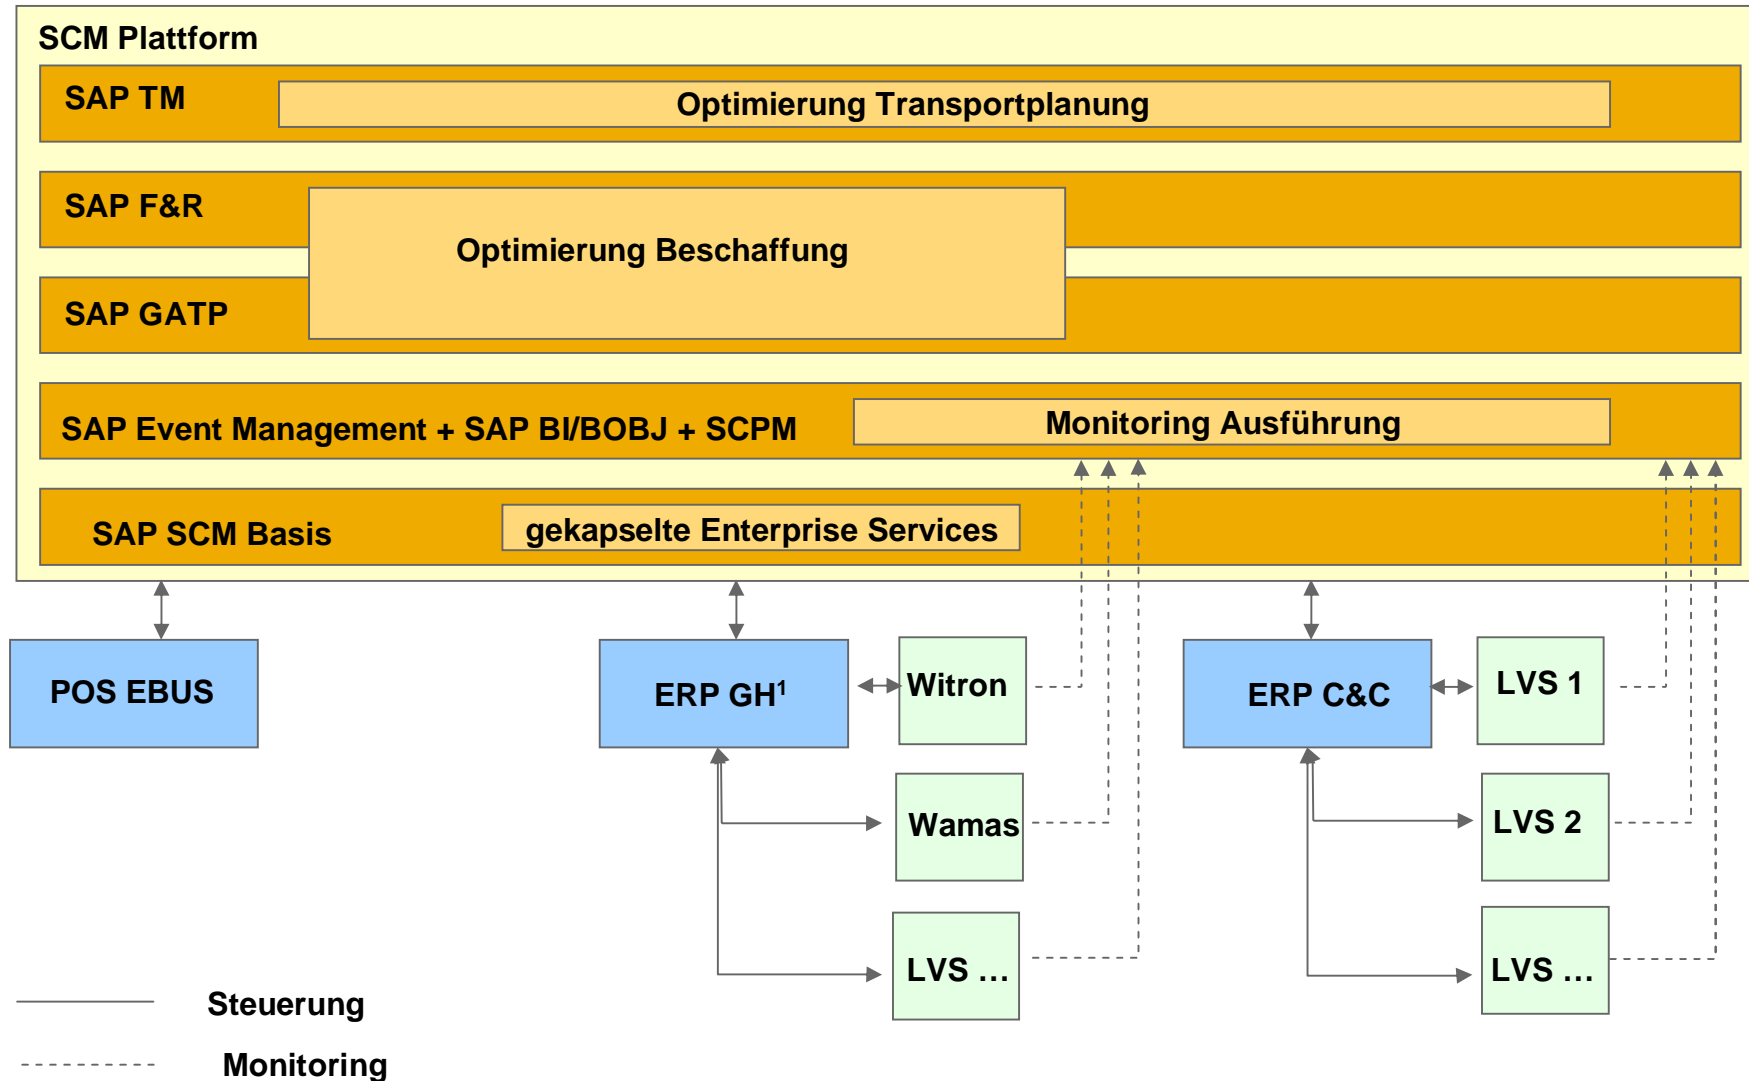 SCM Plattform
SAP TM
Optimierung Transportplanung
SAP F&R
Optimierung Beschaffung
SAP GATP
SAP Event Management + SAP BI/BOBJ + SCPM
Monitoring Ausführung
SAP SCM Basis
gekapselte Enterprise Services
POS EBUS
ERP GH¹
Witron
ERP C&C
LVS 1
Wamas
LVS 2
LVS …
LVS …
Steuerung
Monitoring